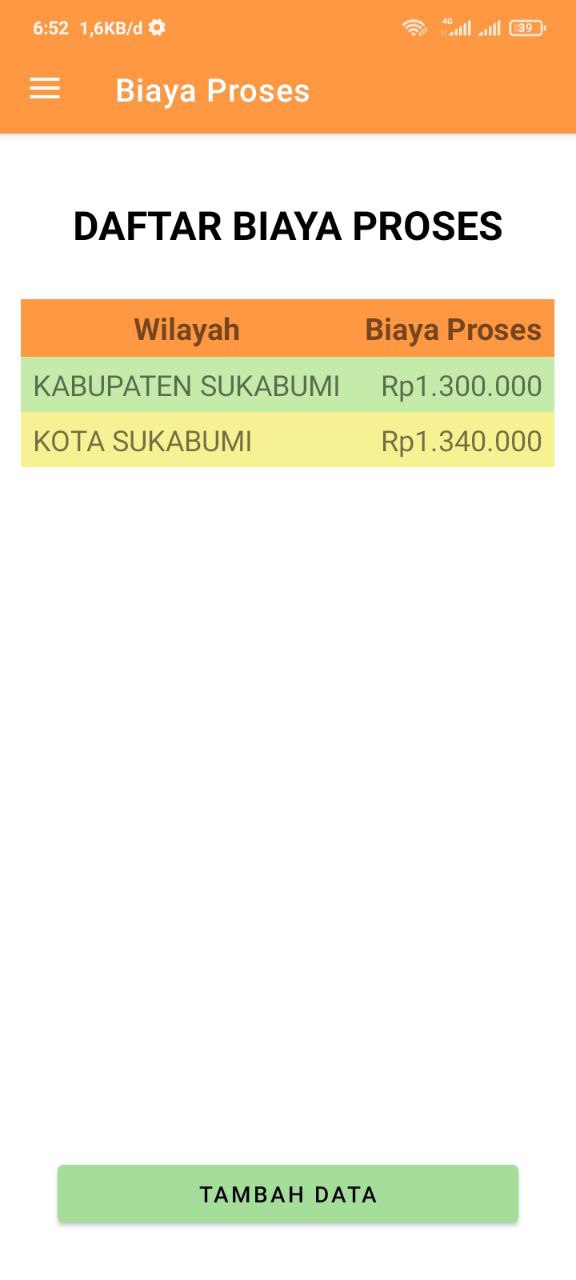 6:52 1,6KB/d 4G 39
Biaya Proses
DAFTAR BIAYA PROSES
Wilayah Biaya Proses
KABUPATEN SUKABUMI Rp1.300.000
KOTA SUKABUMI Rp1.340.000
TAMBAH DATA